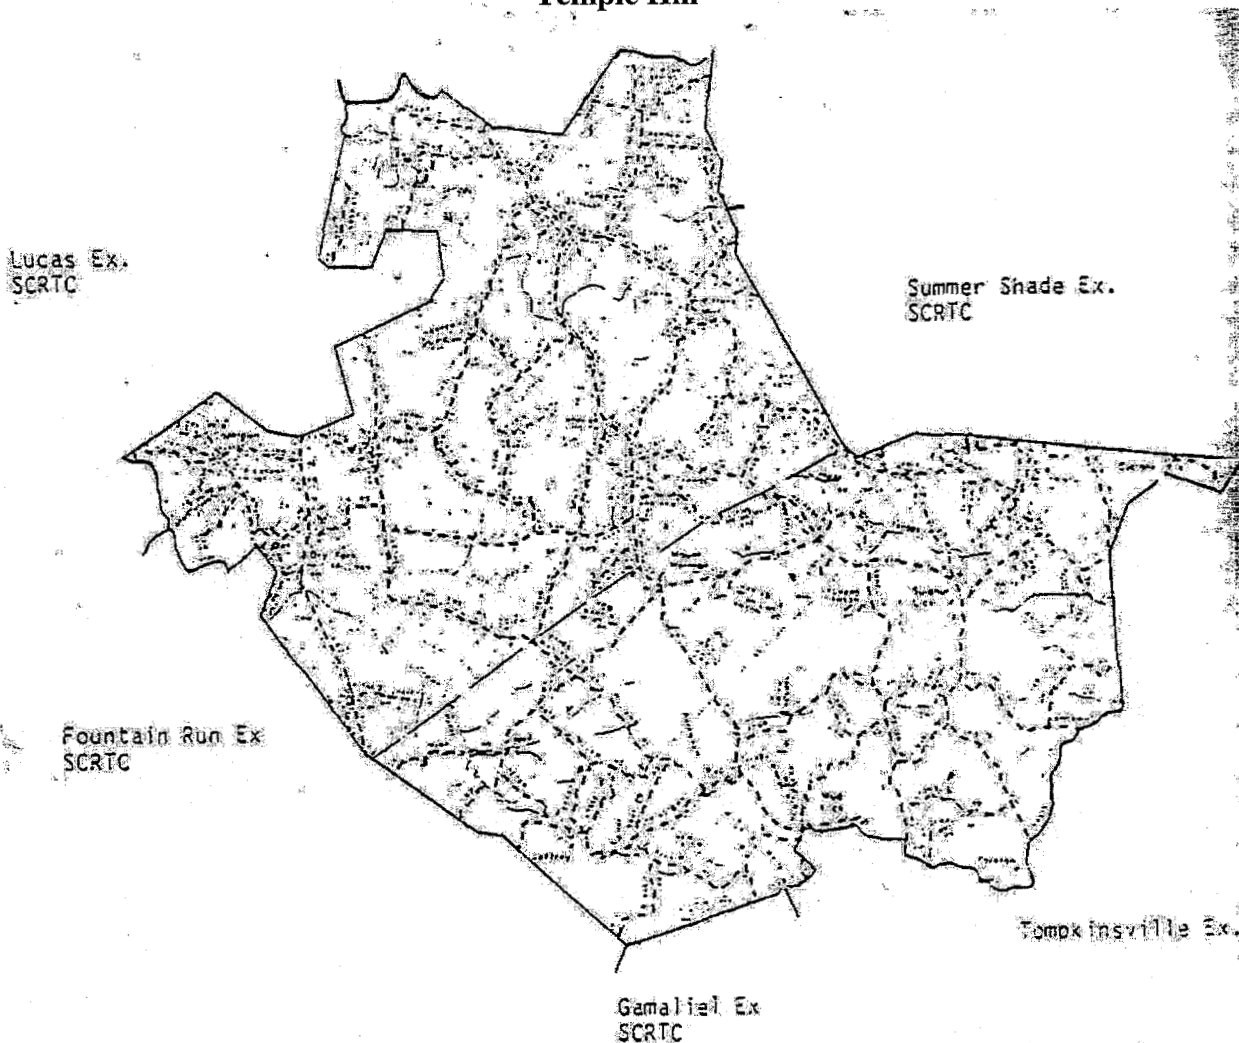 Temple Hill
Lucas Ex.
SCRTC
Summer Shade Ex.
SCRTC
Fountain Run Ex
SCRTC
Tompkinsville Ex.
Gamaliel Ex
SCRTC